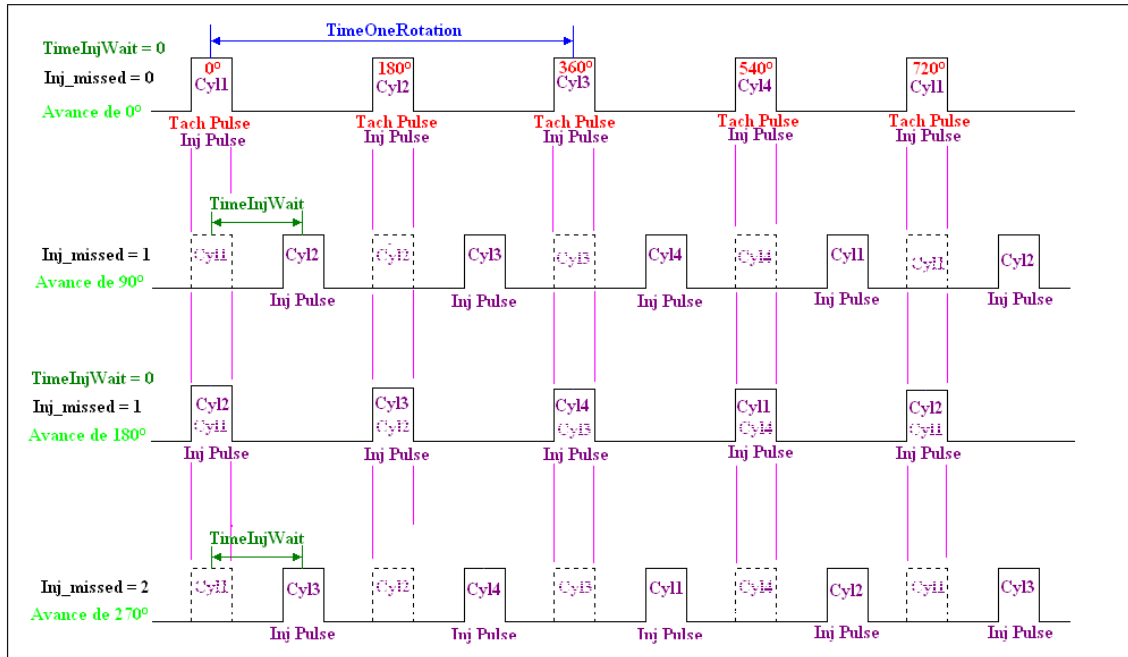 TimeOneRotation
TimeInjWait = 0
Inj_missed = 0
Avance de 0°
0° 180° 360° 540° 720°
Cyl1 Cyl2 Cyl3 Cyl4 Cyl1
Tach Pulse Tach Pulse Tach Pulse Tach Pulse Tach Pulse
Inj Pulse Inj Pulse Inj Pulse Inj Pulse Inj Pulse
TimeInjWait
Inj_missed = 1
Avance de 90°
Cyl1 Cyl2 Cyl2 Cyl3 Cyl3 Cyl4 Cyl4 Cyl1 Cyl1 Cyl2
Inj Pulse Inj Pulse Inj Pulse Inj Pulse Inj Pulse
TimeInjWait = 0
Inj_missed = 1
Avance de 180°
Cyl2 Cyl3 Cyl4 Cyl1 Cyl2
Cyl1 Cyl2 Cyl3 Cyl4 Cyl1
Inj Pulse Inj Pulse Inj Pulse Inj Pulse Inj Pulse
TimeInjWait
Inj_missed = 2
Avance de 270°
Cyl1 Cyl3 Cyl2 Cyl4 Cyl3 Cyl1 Cyl4 Cyl2 Cyl1 Cyl3
Inj Pulse Inj Pulse Inj Pulse Inj Pulse Inj Pulse